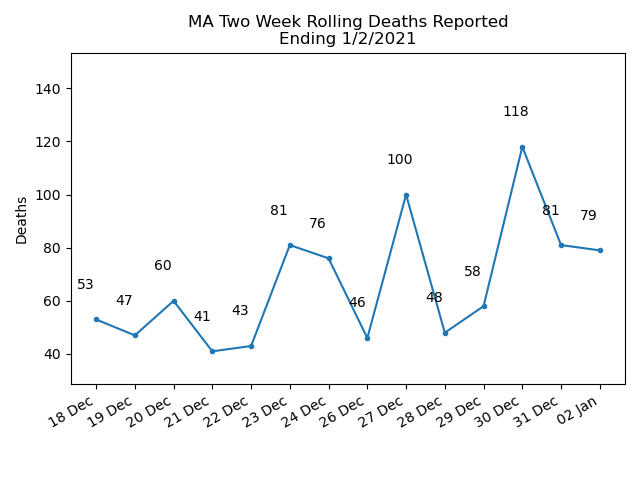 MA Two Week Rolling Deaths Reported
Ending 1/2/2021
Deaths
140
120
100
80
60
40
53
47
60
41
43
81
76
46
100
48
58
118
81
79
18 Dec
19 Dec
20 Dec
21 Dec
22 Dec
23 Dec
24 Dec
26 Dec
27 Dec
28 Dec
29 Dec
30 Dec
31 Dec
02 Jan